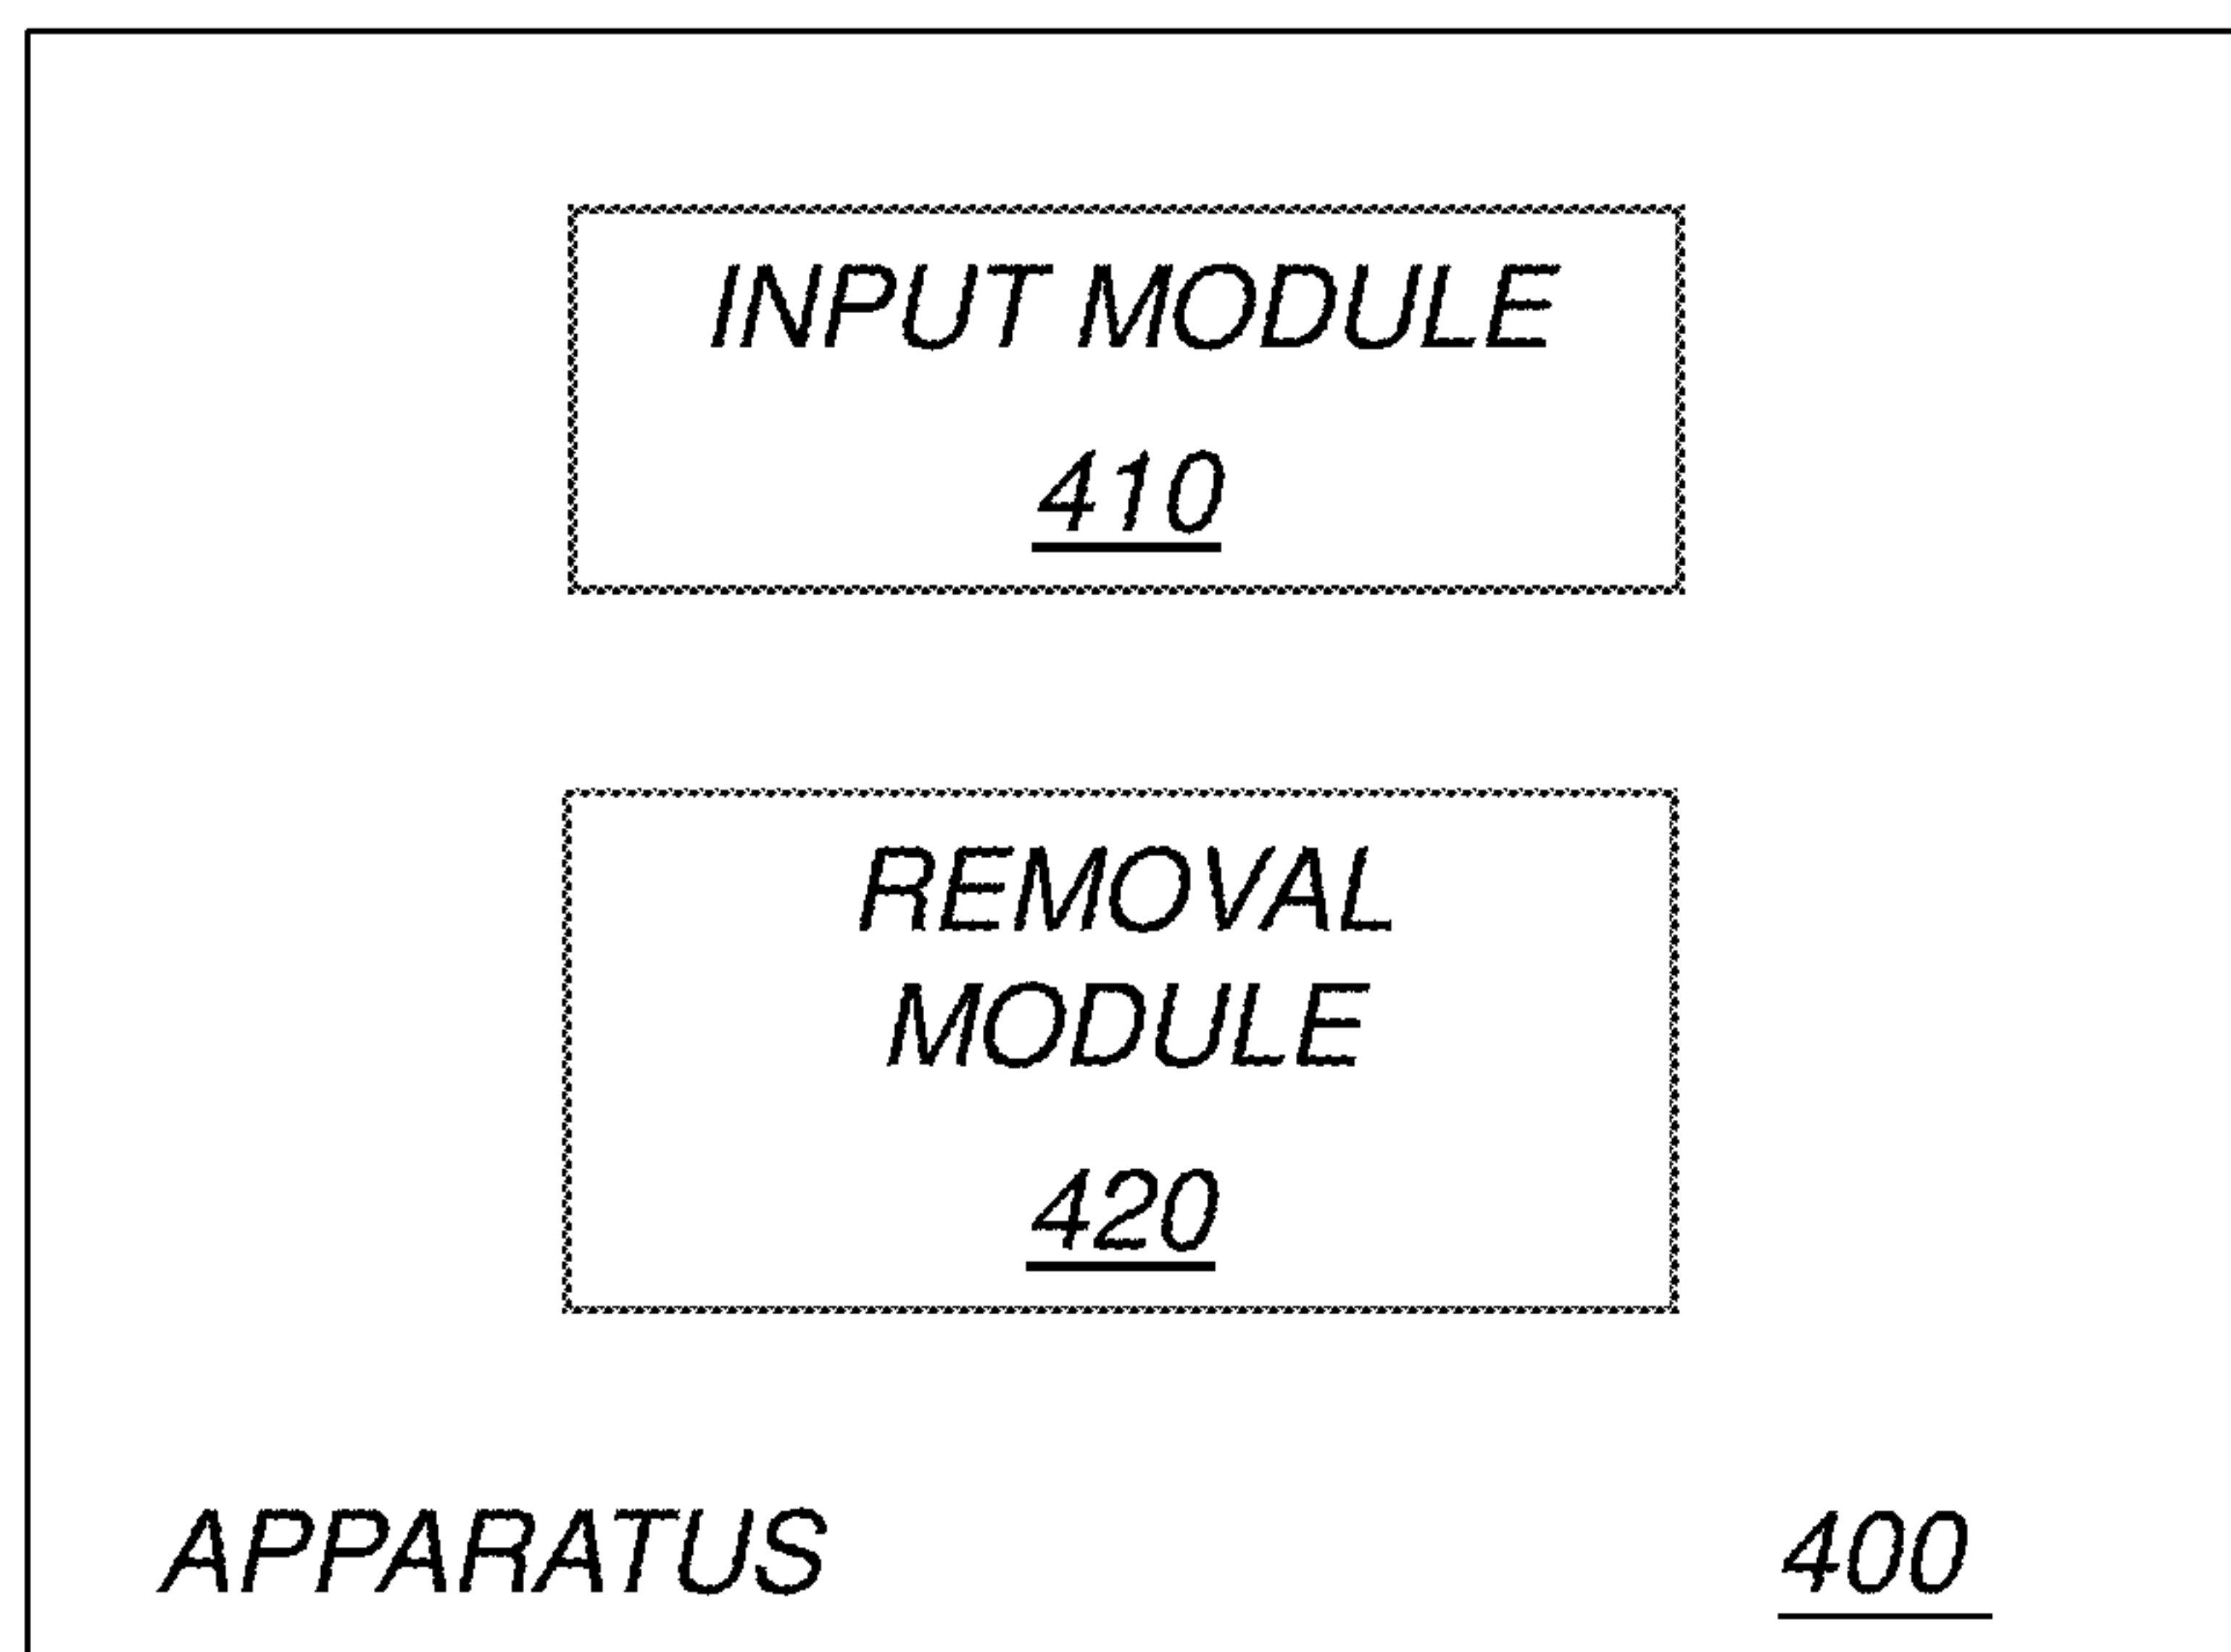 INPUT MODULE
410
REMOVAL
MODULE
420
APPARATUS 400